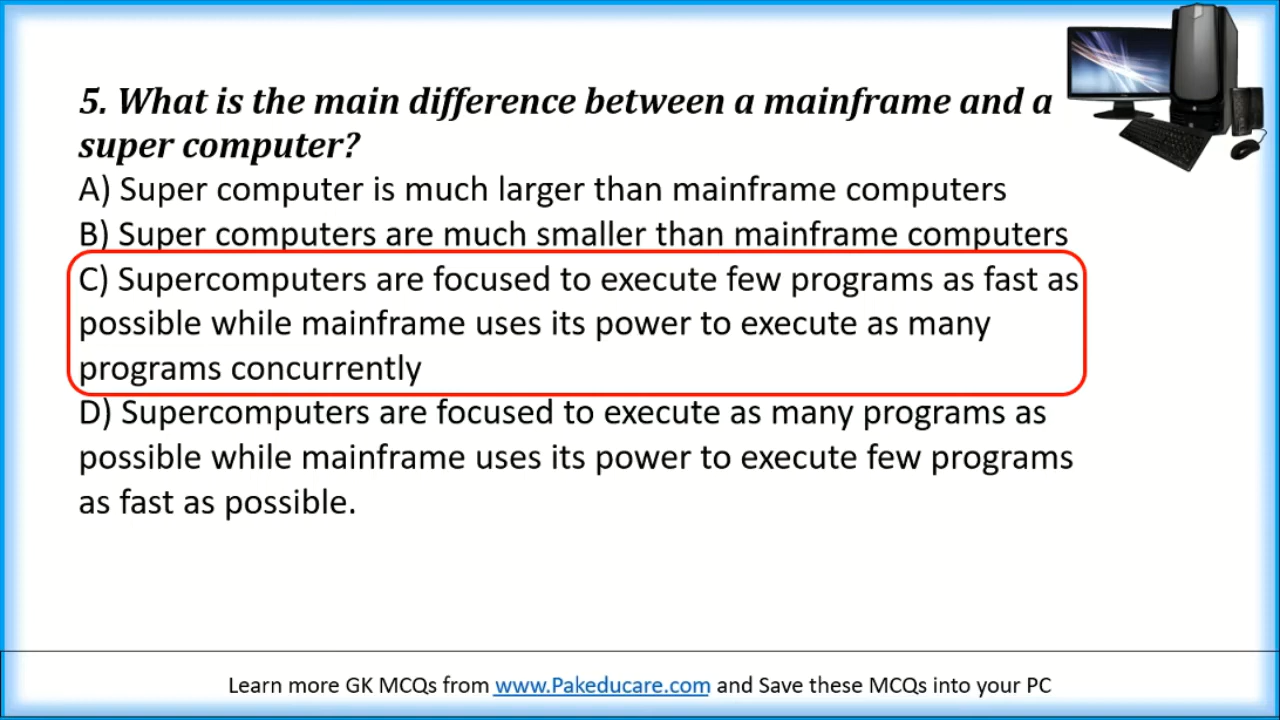 5. What is the main difference between a mainframe and a
super computer?
A) Super computer is much larger than mainframe computers
B) Super computers are much smaller than mainframe computers
C) Supercomputers are focused to execute few programs as fast as
possible while mainframe uses its power to execute as many
programs concurrently
D) Supercomputers are focused to execute as many programs as
possible while mainframe uses its power to execute few programs
as fast as possible.
Learn more GK MCQs from www.Pakeducare.com and Save these MCQs into your PC